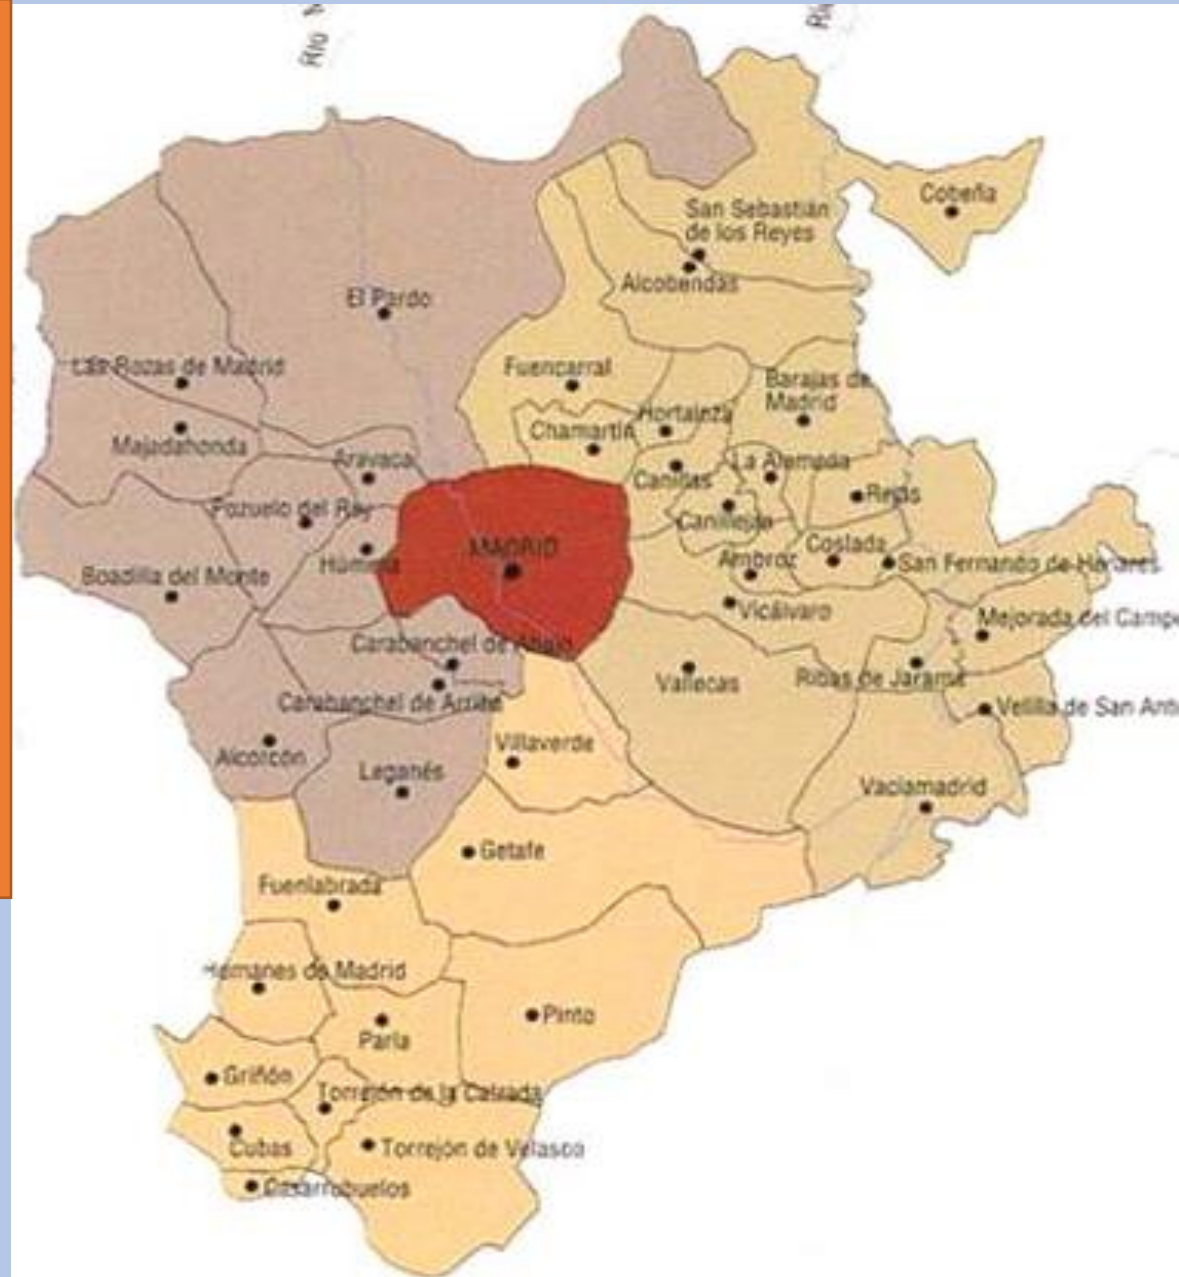 Río
Cobeña
San Sebastián
de los Reyes
Alcobendas
El Pardo
Las Rozas de Madrid
Fuencarral
Barajas de
Madrid
Hortaleza
Chamartín
Majadahonda
Aravaca
La Alameda
Canillas
Rejas
Pozuelo del Rey
Canillejas
MADRID
Coslada
Húmera
Ambroz
San Fernando de Henares
Boadilla del Monte
Vicálvaro
Mejorada del Campo
Carabanchel de Abajo
Vallecas
Ribas de Jarama
Carabanchel de Arriba
Velilla de San Anto
Villaverde
Alcorcón
Leganés
Vaciamadrid
Getafe
Fuenlabrada
Humanes de Madrid
Pinto
Parla
Griñón
Torrejón de la Calzada
Cubas
Torrejón de Velasco
Casarrubuelos